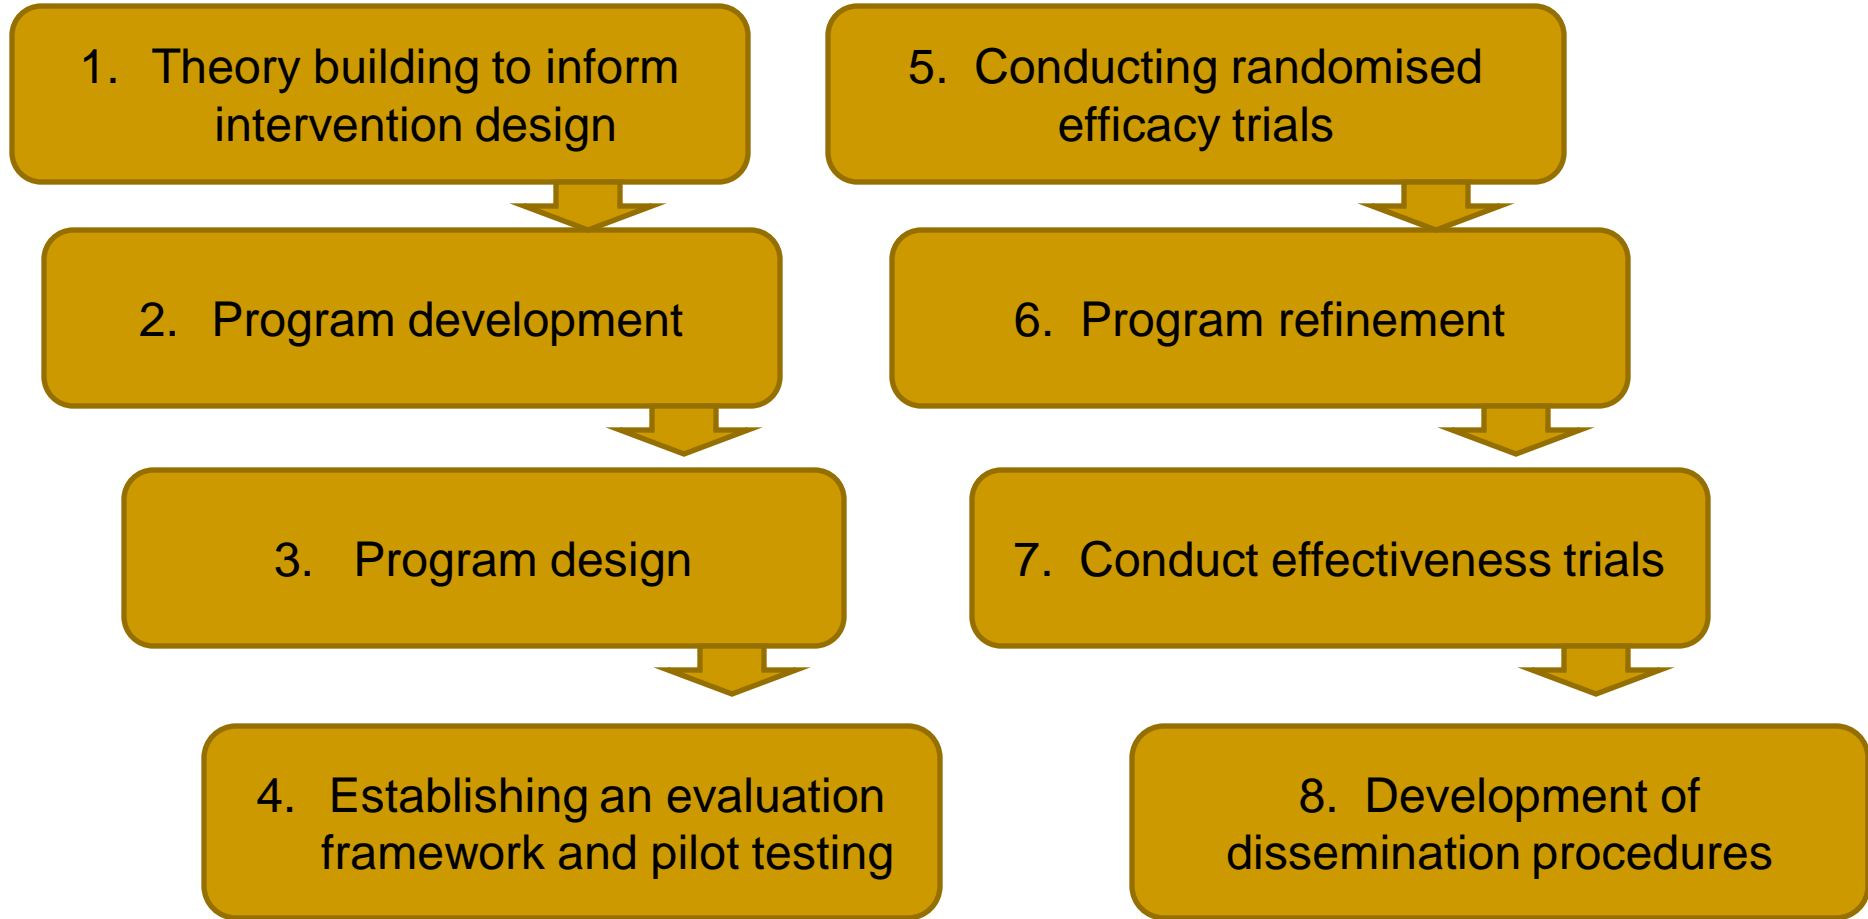 1. Theory building to inform
intervention design
2. Program development
3. Program design
4. Establishing an evaluation
framework and pilot testing
5. Conducting randomised
efficacy trials
6. Program refinement
7. Conduct effectiveness trials
8. Development of
dissemination procedures